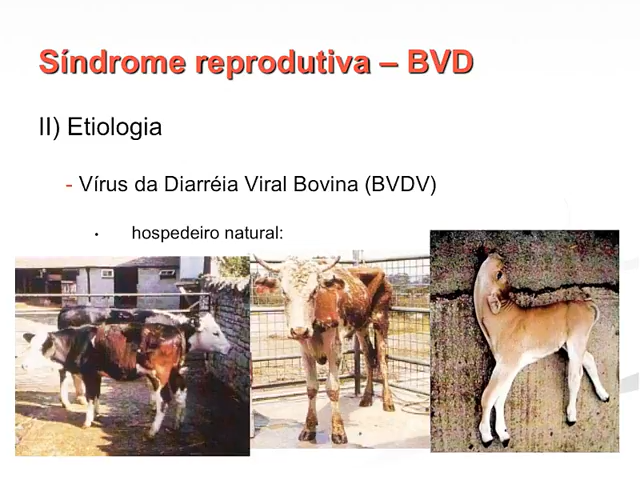 Síndrome reprodutiva – BVD
II) Etiologia
- Vírus da Diarréia Viral Bovina (BVDV)
• hospedeiro natural: